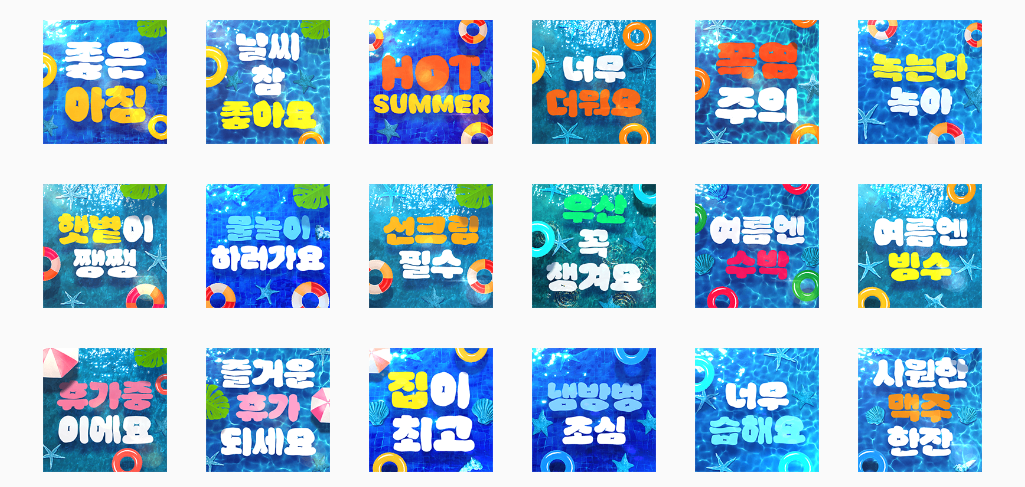 좋은
아침
날씨
참
좋아요
HOT
SUMMER
너무
더워요
폭염
주의
녹는다
녹아
햇볕이
쨍쨍
물놀이
하러가요
선크림
필수
우산
꼭
챙겨요
여름엔
수박
여름엔
빙수
휴가중
이에요
즐거운
휴가
되세요
집이
최고
냉방병
조심
너무
습해요
시원한
맥주
한잔